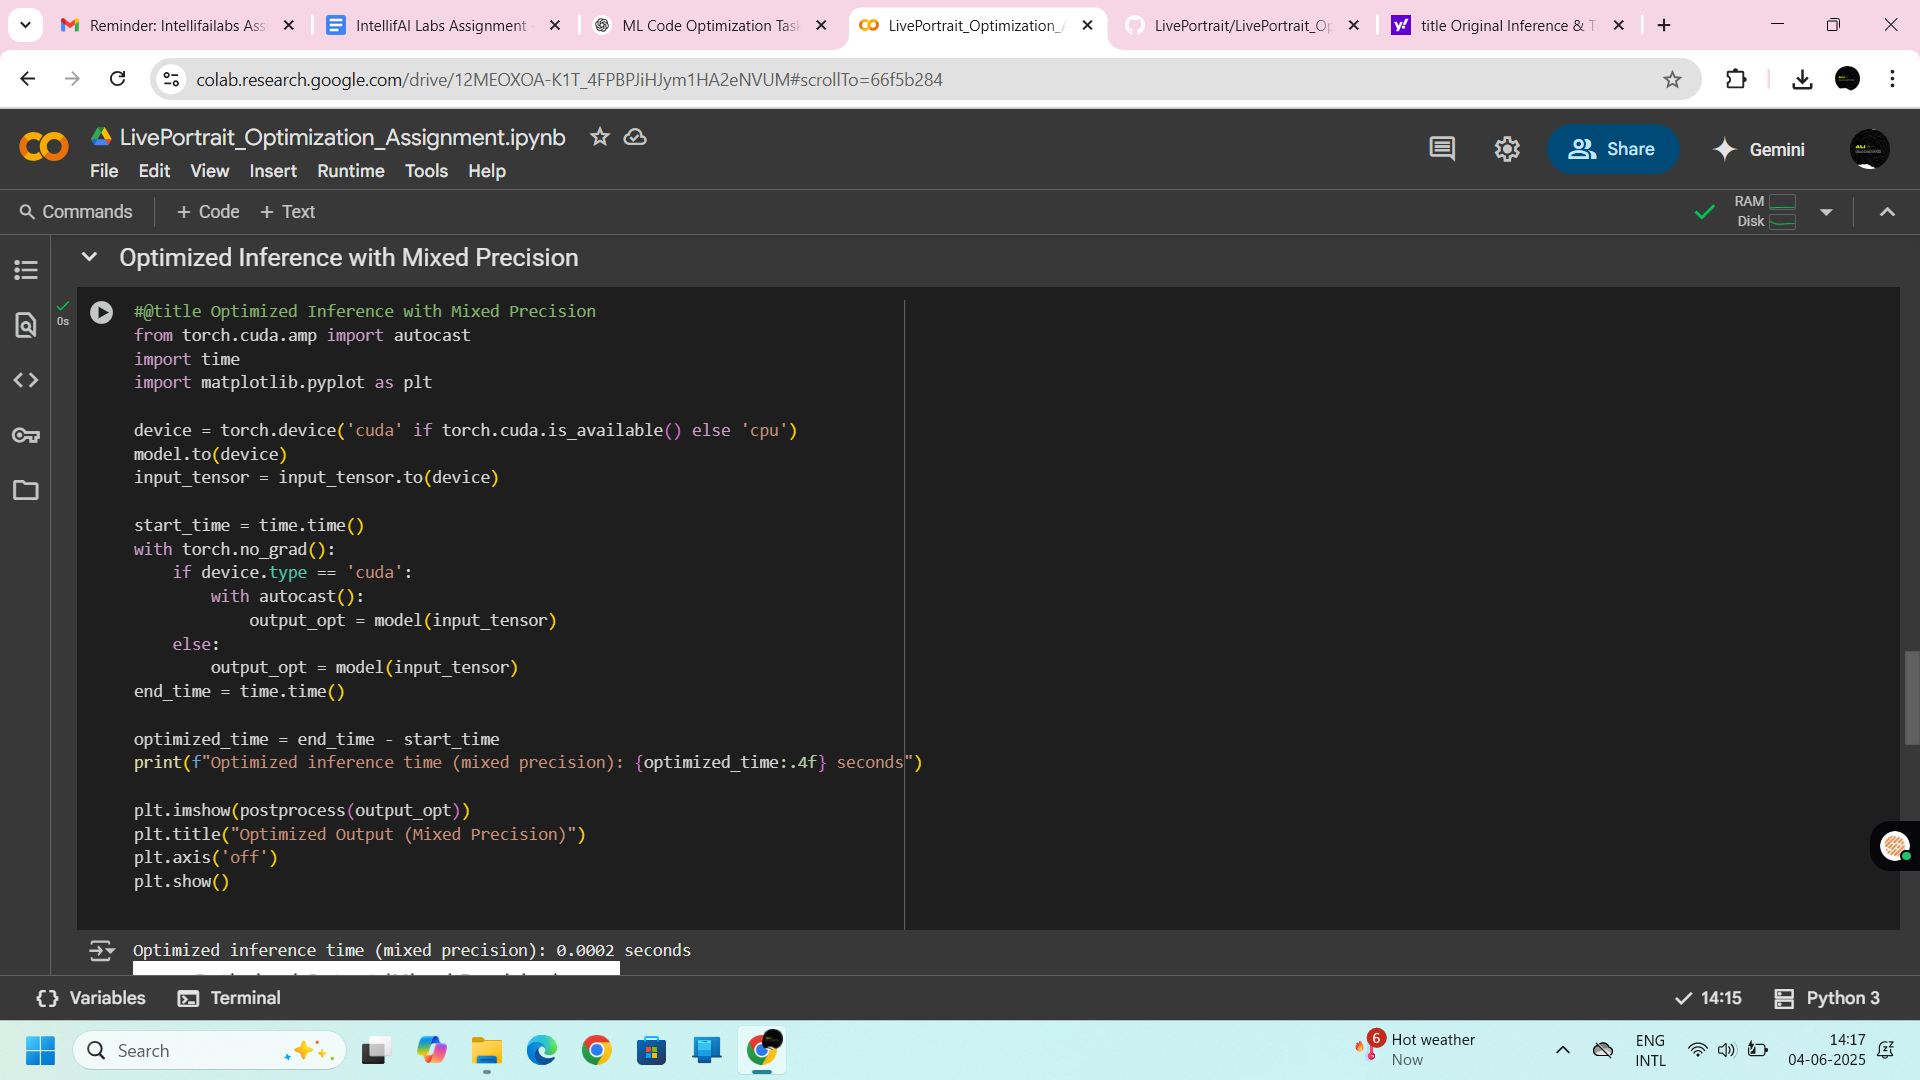 Reminder: Intellifailabs Ass
IntellifAI Labs Assignment
ML Code Optimization Tas
LivePortrait_Optimization_A
LivePortrait/LivePortrait_Op
title Original Inference & T
colab.research.google.com/drive/12MEOXOA-K1T_4FPBPJiHJym1HA2eNVUM#scrollTo=66f5b284
LivePortrait_Optimization_Assignment.ipynb
File Edit View Insert Runtime Tools Help
Share
Gemini
Commands + Code + Text
RAM
Disk
Optimized Inference with Mixed Precision
0s
#@title Optimized Inference with Mixed Precision
from torch.cuda.amp import autocast
import time
import matplotlib.pyplot as plt
device = torch.device('cuda' if torch.cuda.is_available() else 'cpu')
model.to(device)
input_tensor = input_tensor.to(device)
start_time = time.time()
with torch.no_grad():
if device.type == 'cuda':
with autocast():
output_opt = model(input_tensor)
else:
output_opt = model(input_tensor)
end_time = time.time()
optimized_time = end_time - start_time
print(f"Optimized inference time (mixed precision): {optimized_time:.4f} seconds")
plt.imshow(postprocess(output_opt))
plt.title("Optimized Output (Mixed Precision)")
plt.axis('off')
plt.show()
Optimized inference time (mixed precision): 0.0002 seconds
Variables Terminal
14:15 Python 3
Search
6
Hot weather
Now
ENG
INTL
14:17
04-06-2025